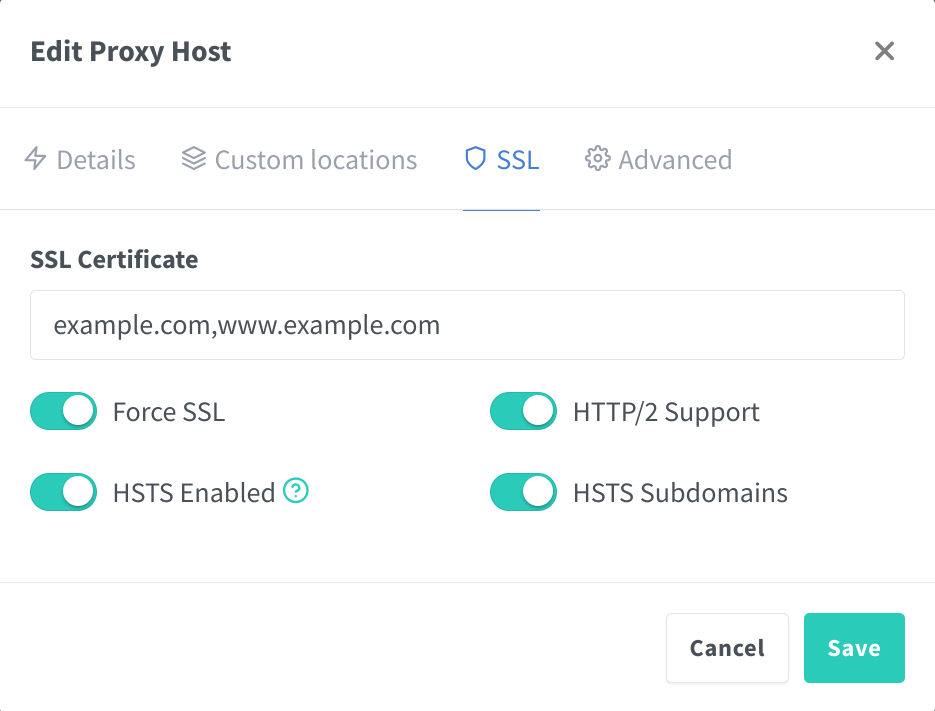 Edit Proxy Host
Details Custom locations SSL Advanced
SSL Certificate
example.com,www.example.com
Force SSL HTTP/2 Support
HSTS Enabled ? HSTS Subdomains
Cancel Save